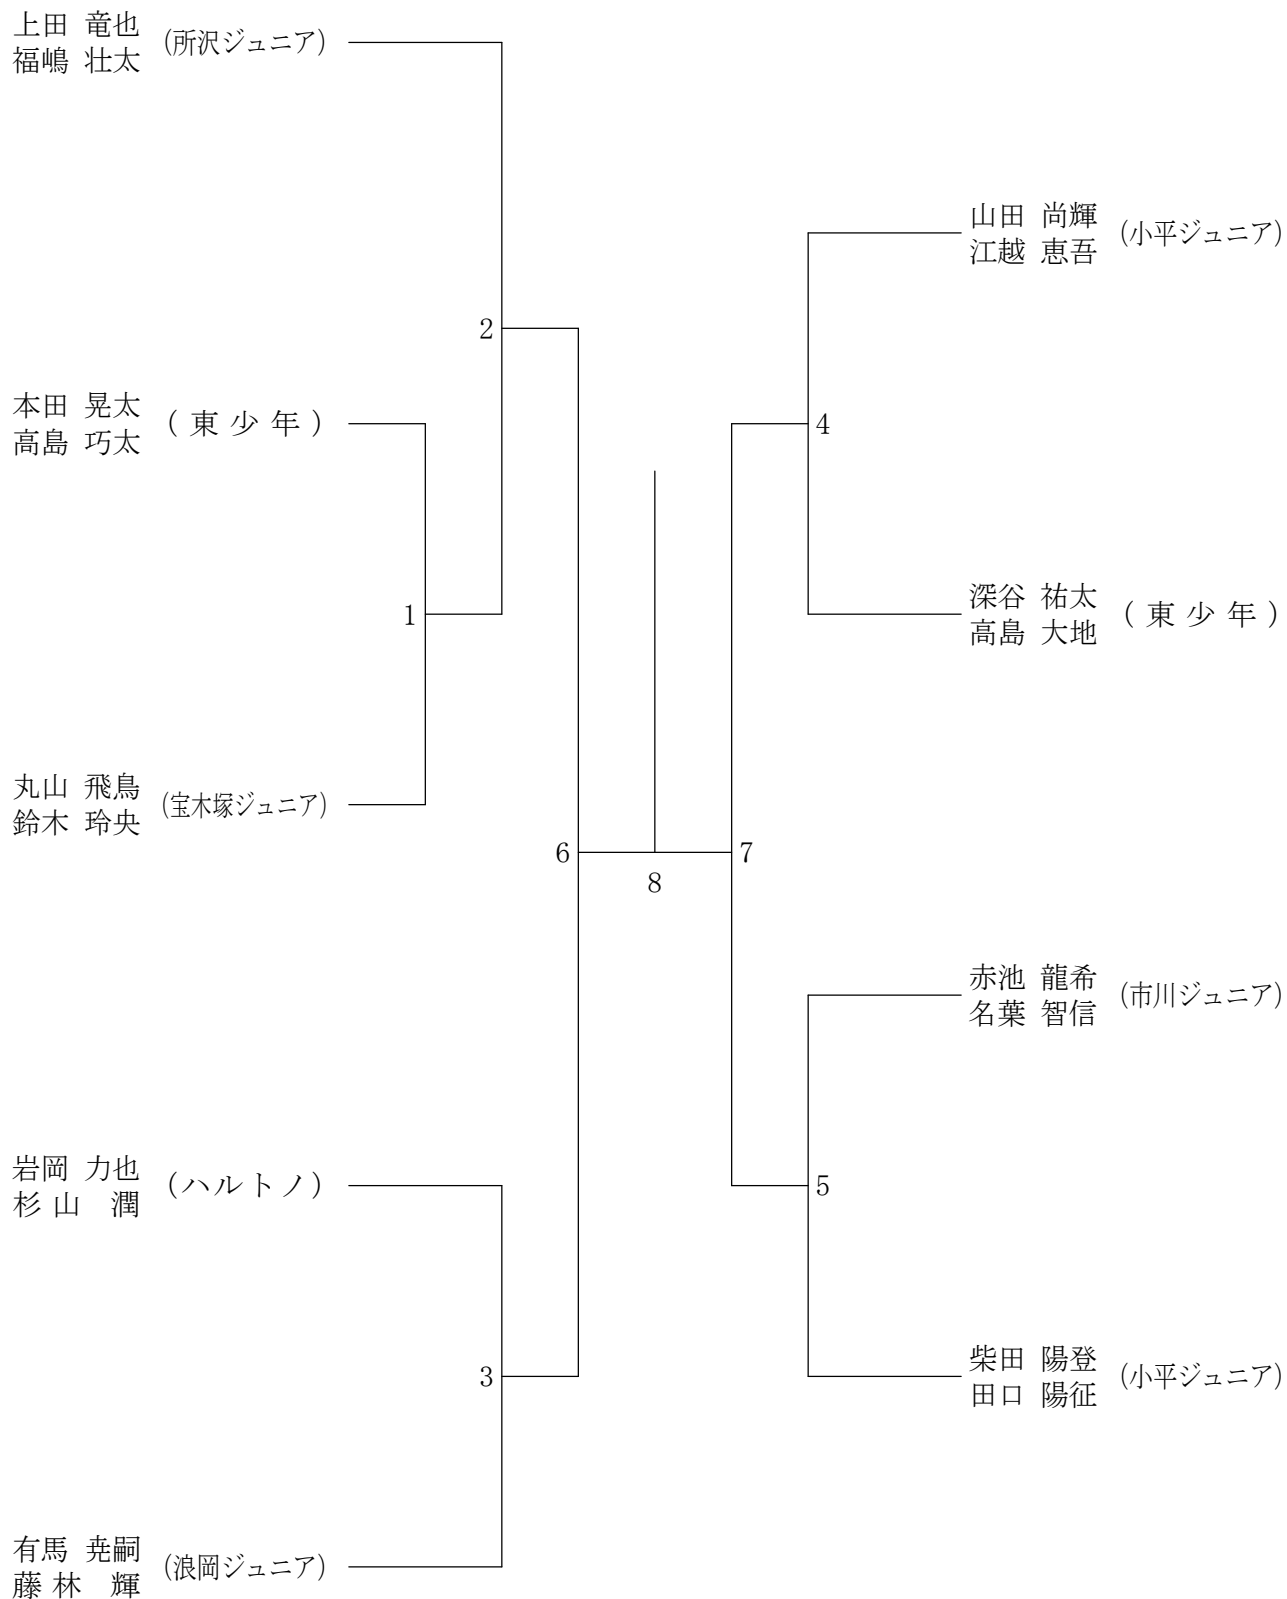 上田 竜也
福嶋 壮太
(所沢ジュニア)
2
本田 晃太
高島 巧太
(東少年)
1
丸山 飛鳥
鈴木 玲央
(宝木塚ジュニア)
6
8
岩岡 力也
杉山 潤
(ハルトノ)
3
有馬 尭嗣
藤林 輝
(浪岡ジュニア)
山田 尚輝
江越 恵吾
(小平ジュニア)
4
深谷 祐太
高島 大地
(東少年)
7
赤池 龍希
名葉 智信
(市川ジュニア)
5
柴田 陽登
田口 陽征
(小平ジュニア)